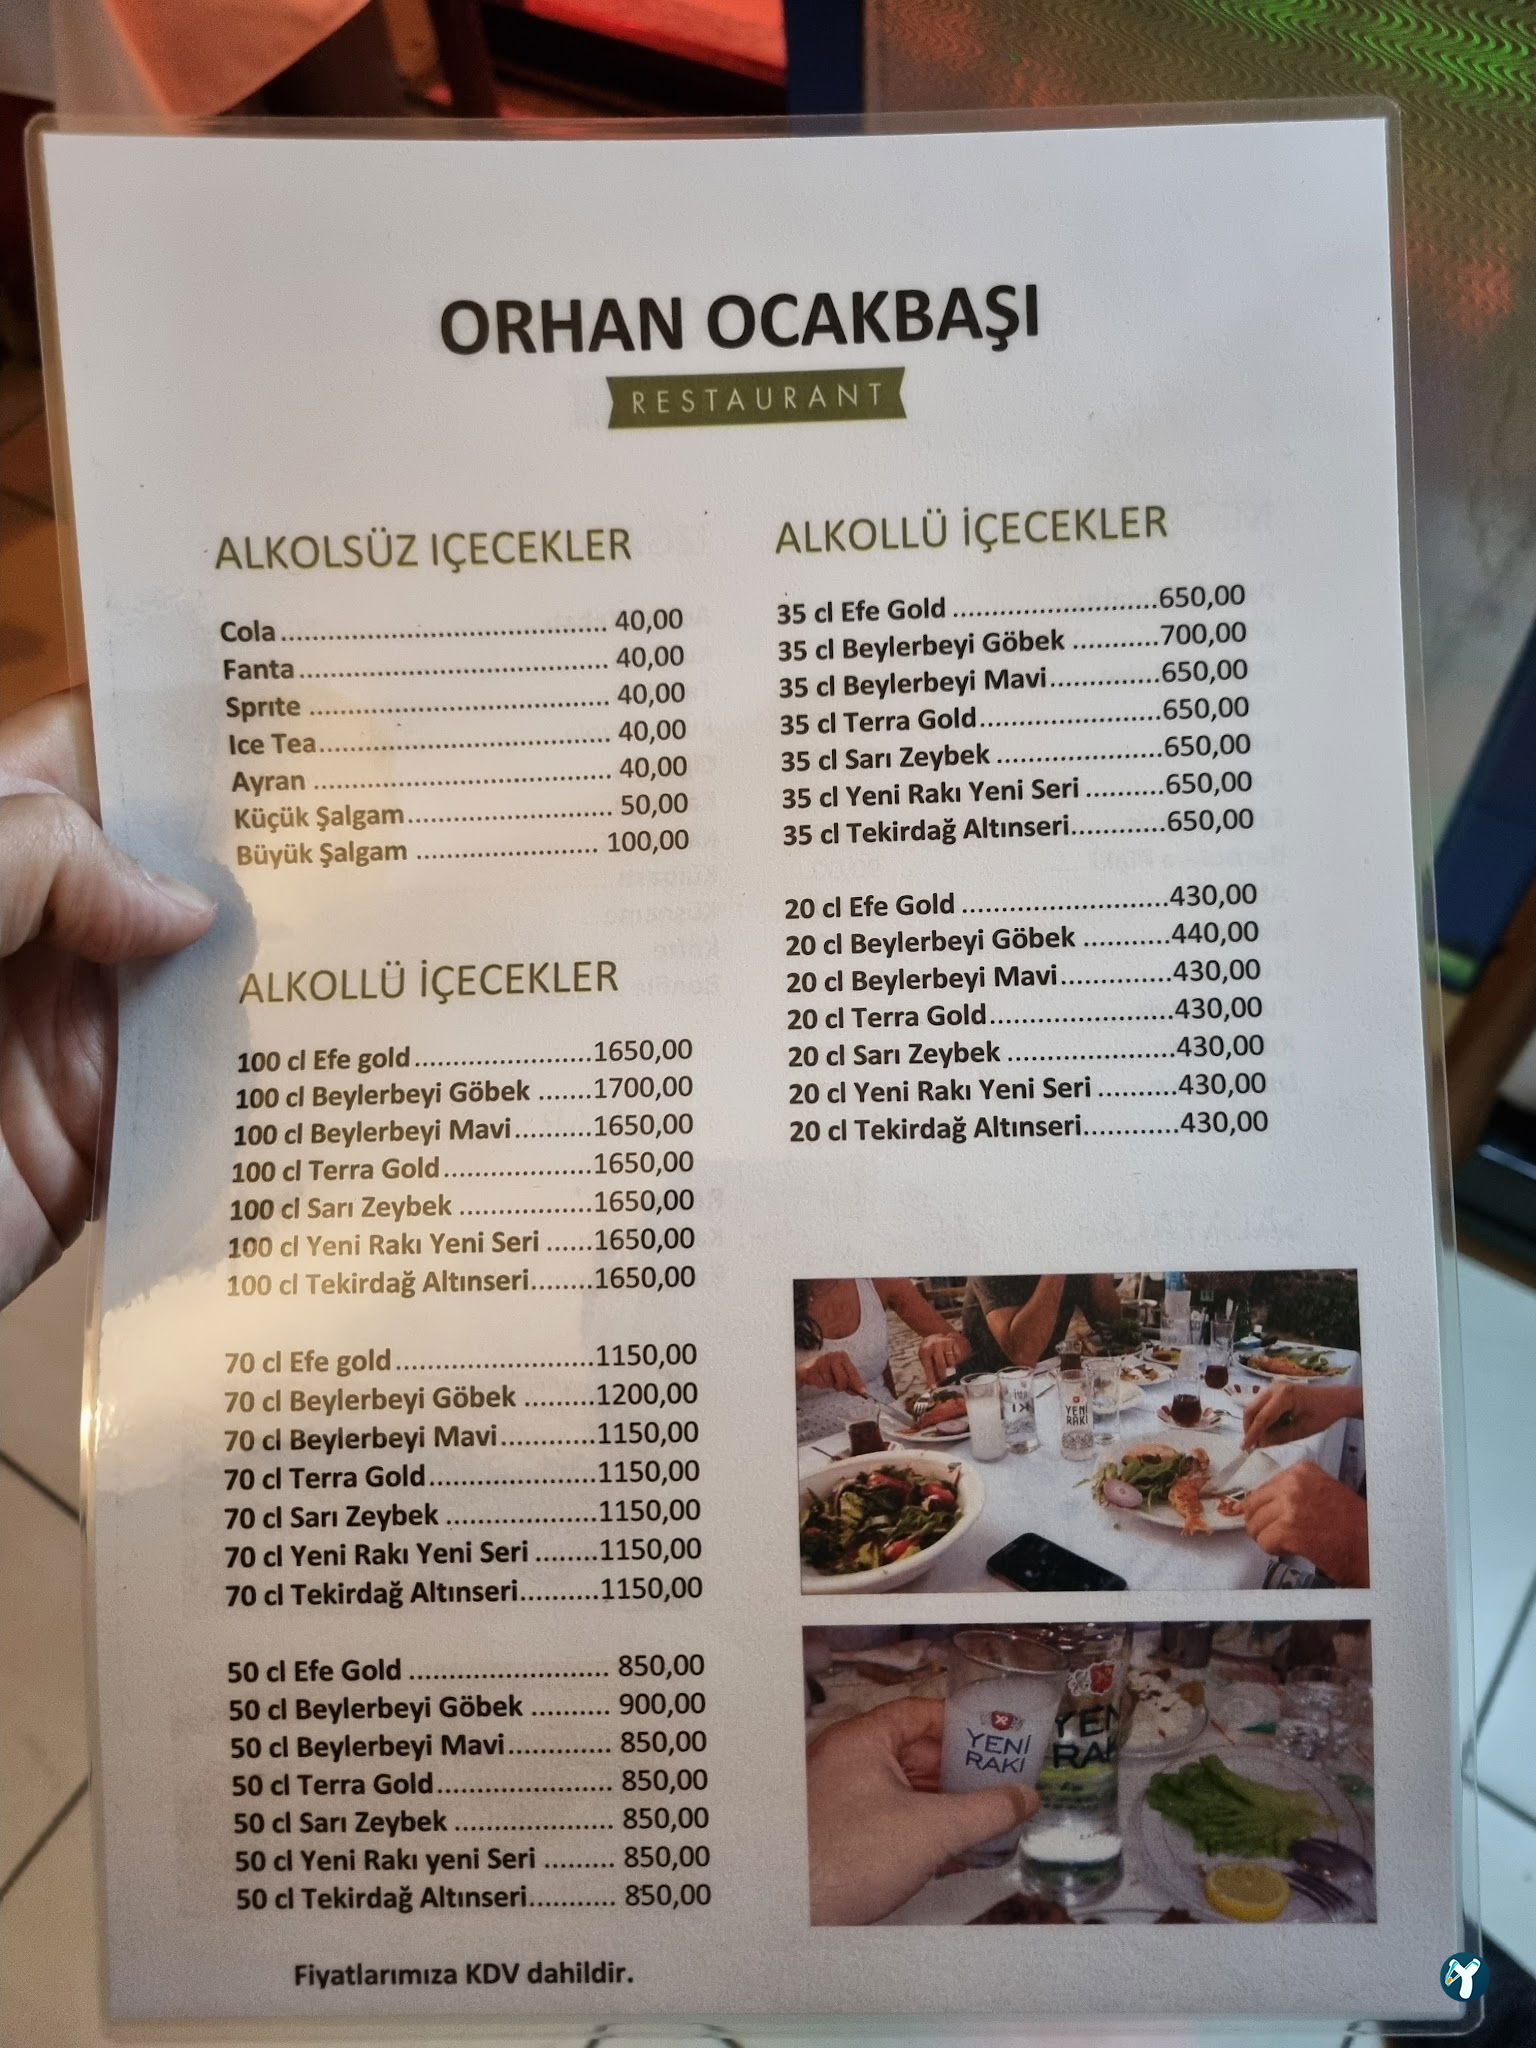 ORHAN OCAKBAŞI
RESTAURANT
ALKOLSÜZ IÇECEKLER
Cola........................................ 40,00
Fanta...................................... 40,00
Sprıte ..................................... 40,00
Ice Tea.................................... 40,00
Ayran ..................................... 40,00
Küçük Şalgam......................... 50,00
Büyük Şalgam ...................... 100,00
ALKOLLÜ İÇECEKLER
100 cl Efe gold......................1650,00
100 cl Beylerbeyi Göbek .......1700,00
100 cl Beylerbeyi Mavi..........1650,00
100 cl Terra Gold..................1650,00
100 cl Sarı Zeybek ................1650,00
100 cl Yeni Rakı Yeni Seri ......1650,00
100 cl Tekirdağ Altınseri........1650,00
70 cl Efe gold........................1150,00
70 cl Beylerbeyi Göbek .........1200,00
70 cl Beylerbeyi Mavi............1150,00
70 cl Terra Gold....................1150,00
70 cl Sarı Zeybek ..................1150,00
70 cl Yeni Rakı Yeni Seri ........1150,00
70 cl Tekirdağ Altınseri..........1150,00
50 cl Efe Gold ........................ 850,00
50 cl Beylerbeyi Göbek .......... 900,00
50 cl Beylerbeyi Mavi............. 850,00
50 cl Terra Gold..................... 850,00
50 cl Sarı Zeybek ................... 850,00
50 cl Yeni Rakı yeni Seri ......... 850,00
50 cl Tekirdağ Altınseri........... 850,00
Fiyatlarımıza KDV dahildir.
ALKOLLÜ İÇECEKLER
35 cl Efe Gold .........................650,00
35 cl Beylerbeyi Göbek ...........700,00
35 cl Beylerbeyi Mavi..............650,00
35 cl Terra Gold......................650,00
35 cl Sarı Zeybek ....................650,00
35 cl Yeni Rakı Yeni Seri ..........650,00
35 cl Tekirdağ Altınseri............650,00
20 cl Efe Gold .........................430,00
20 cl Beylerbeyi Göbek ...........440,00
20 cl Beylerbeyi Mavi..............430,00
20 cl Terra Gold......................430,00
20 cl Sarı Zeybek ....................430,00
20 cl Yeni Rakı Yeni Seri ..........430,00
20 cl Tekirdağ Altınseri............430,00
YENİ
RAKI
YENİ
RAKI
YENİ
RAKI